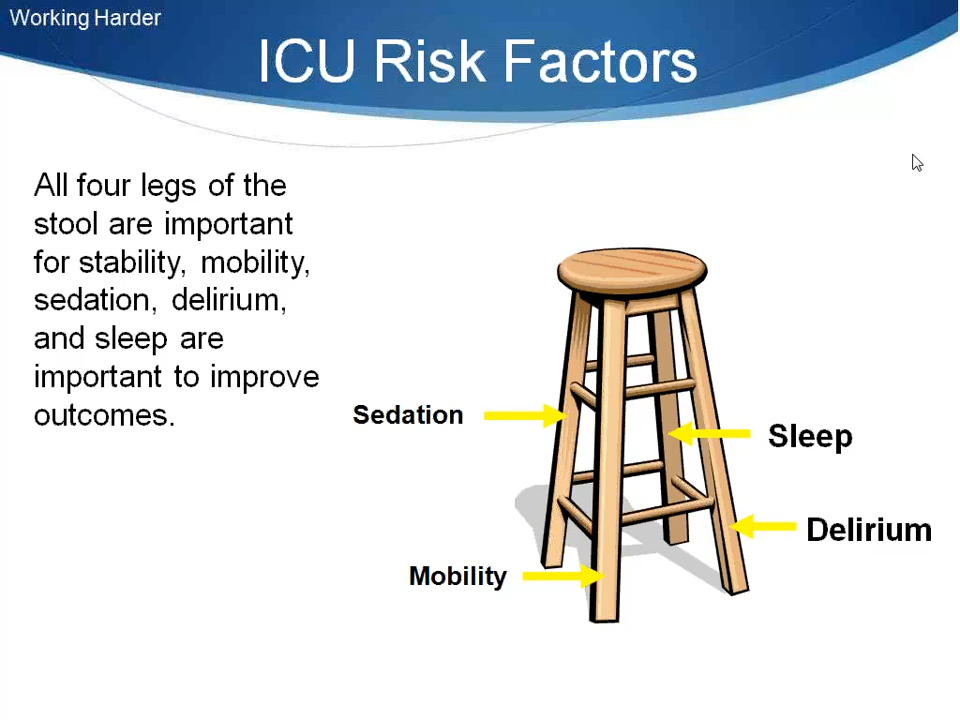 Working Harder
ICU Risk Factors
All four legs of the
stool are important
for stability, mobility,
sedation, delirium,
and sleep are
important to improve
outcomes.
Sedation
Sleep
Delirium
Mobility